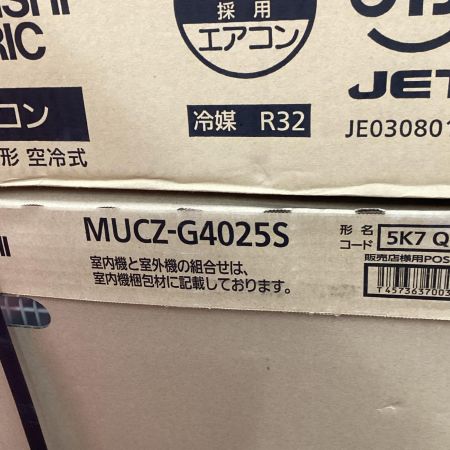 SHI
RIC
採用
エアコン
JET
冷媒 R32
JE030801
コン
形 空冷式
MUCZ-G4025S
形名
コード
5K7 Q
室内機と室外機の組合せは、
室内機梱包材に記載しております。
販売店様用POS
T4573637003